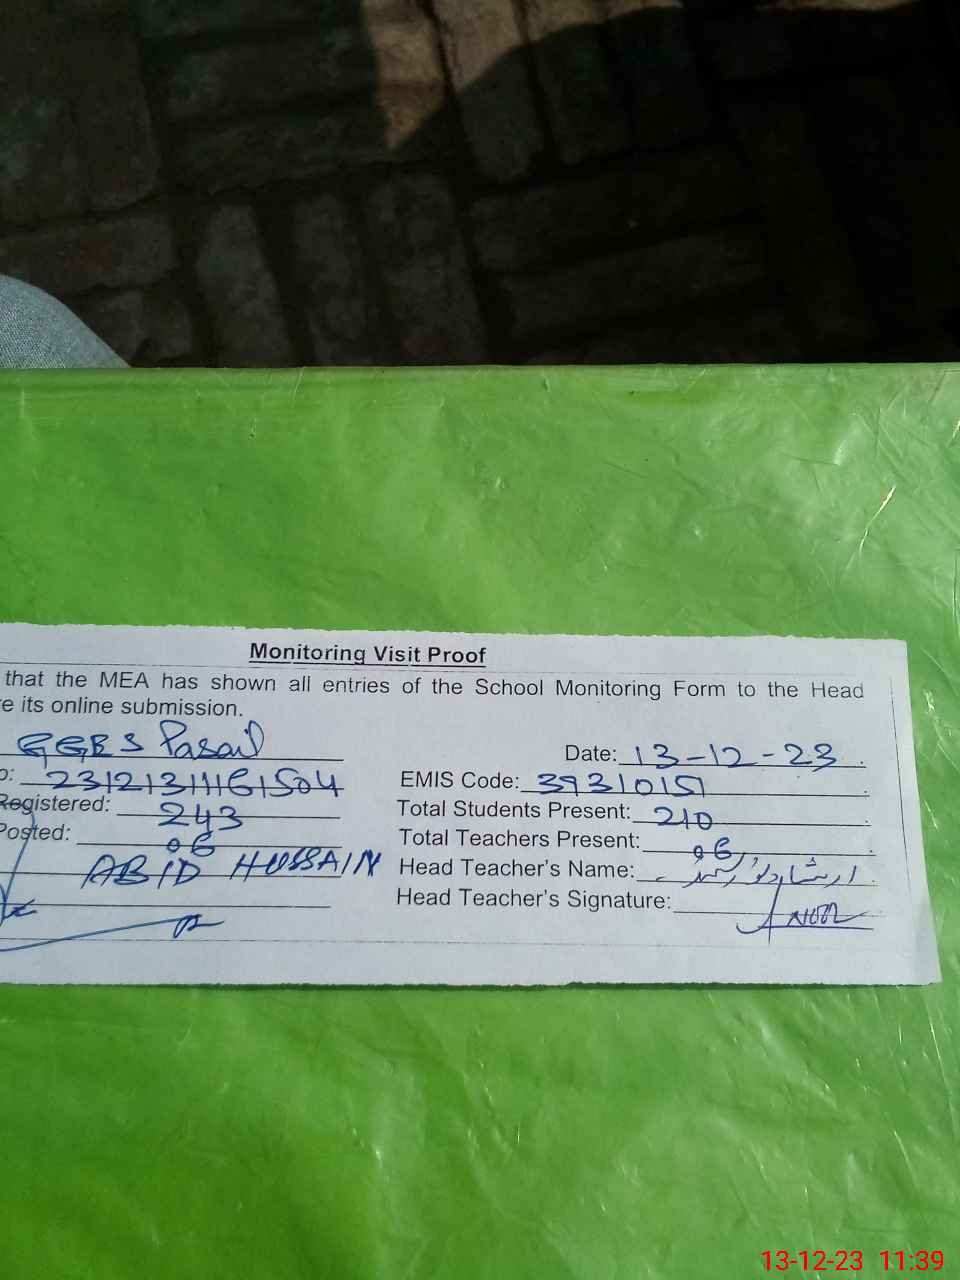 Monitoring Visit Proof
that the MEA has shown all entries of the School Monitoring Form to the Head
e its online submission.
GGES Pasail Date: 13-12-23
o: 23121311161504 EMIS Code: 39310151
Registered: 243 Total Students Present: 210
Posted: 06 Total Teachers Present: 06
ABID HUSSAIN Head Teacher's Name: ارشاد
Head Teacher's Signature:
13-12-23 11:39